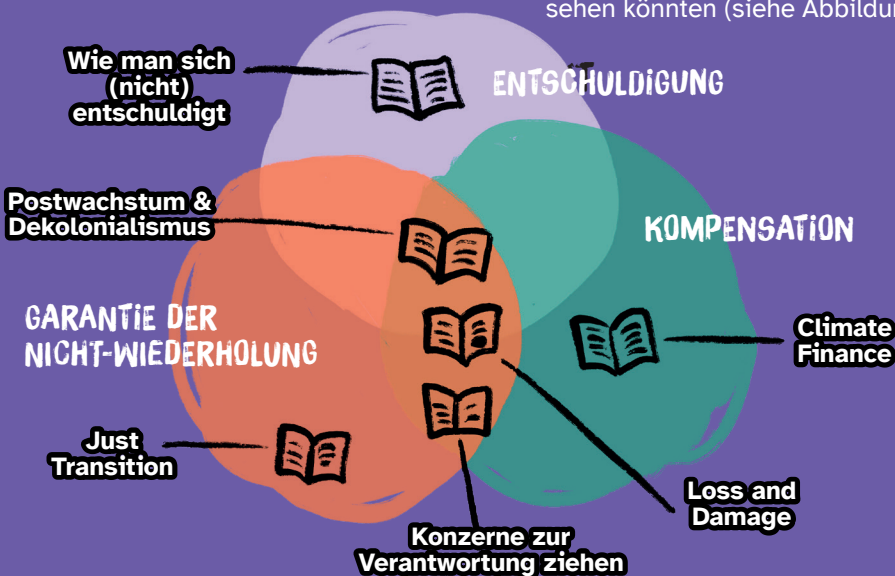 sehen könnten (siehe
Wie man sich
(nicht)
entschuldigt
ENTSCHULDIGUNG
Postwachstum &
Dekolonialismus
KOMPENSATION
GARANTIE DER
NICHT-WIEDERHOLUNG
Climate
Finance
Just
Transition
Loss and
Damage
Konzerne zur
Verantwortung ziehen